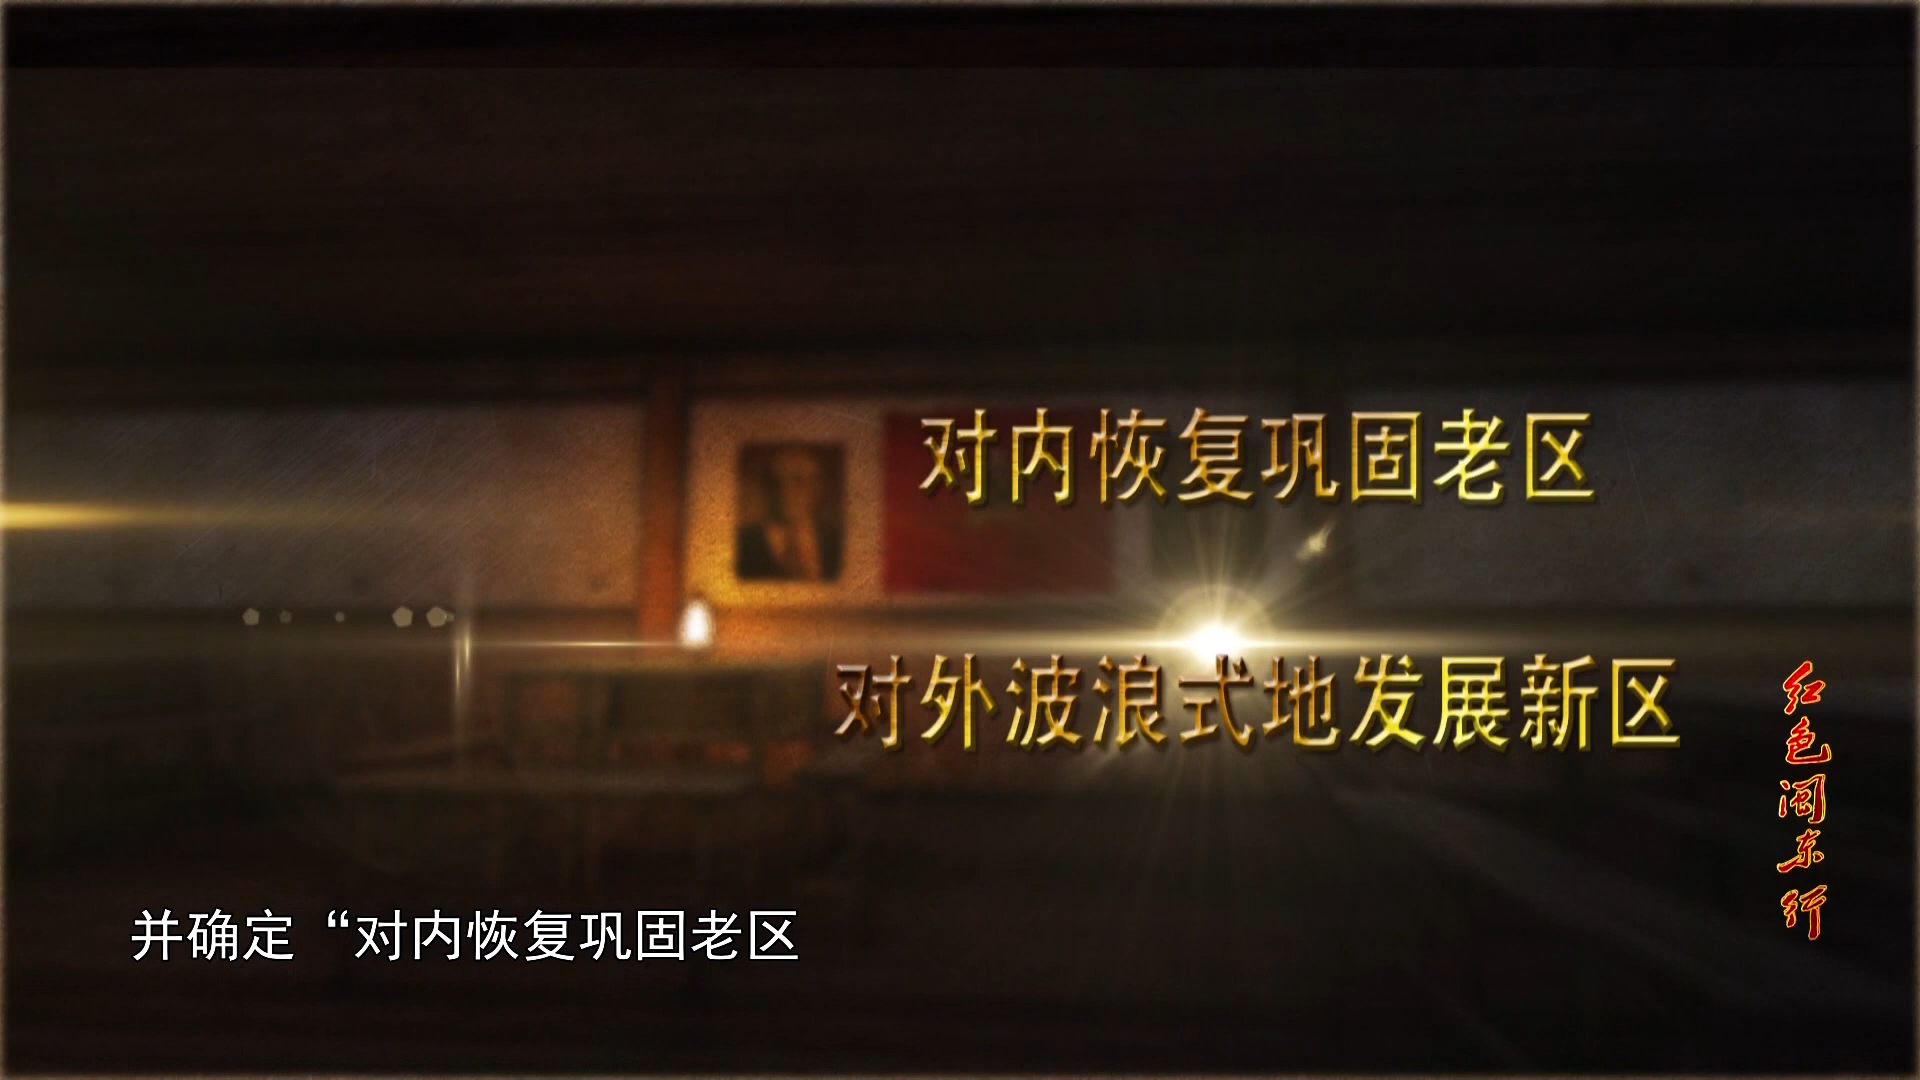 对内恢复巩固老区
对外波浪式地发展新区
红色闽东行
并确定“对内恢复巩固老区